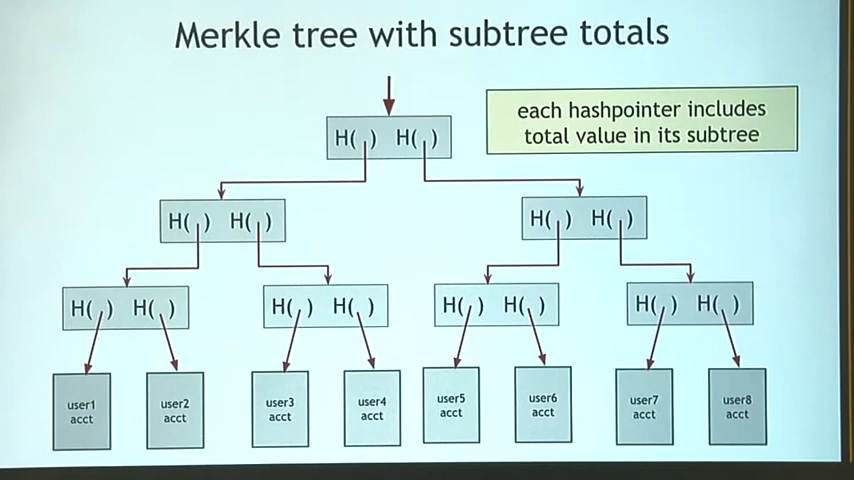 Merkle tree with subtree totals
each hashpointer includes
total value in its subtree
H( ) H( )
H( ) H( )
H( ) H( )
H( ) H( )
H( ) H( )
H( ) H( )
H( ) H( )
user1
acct
user2
acct
user3
acct
user4
acct
user5
acct
user6
acct
user7
acct
user8
acct